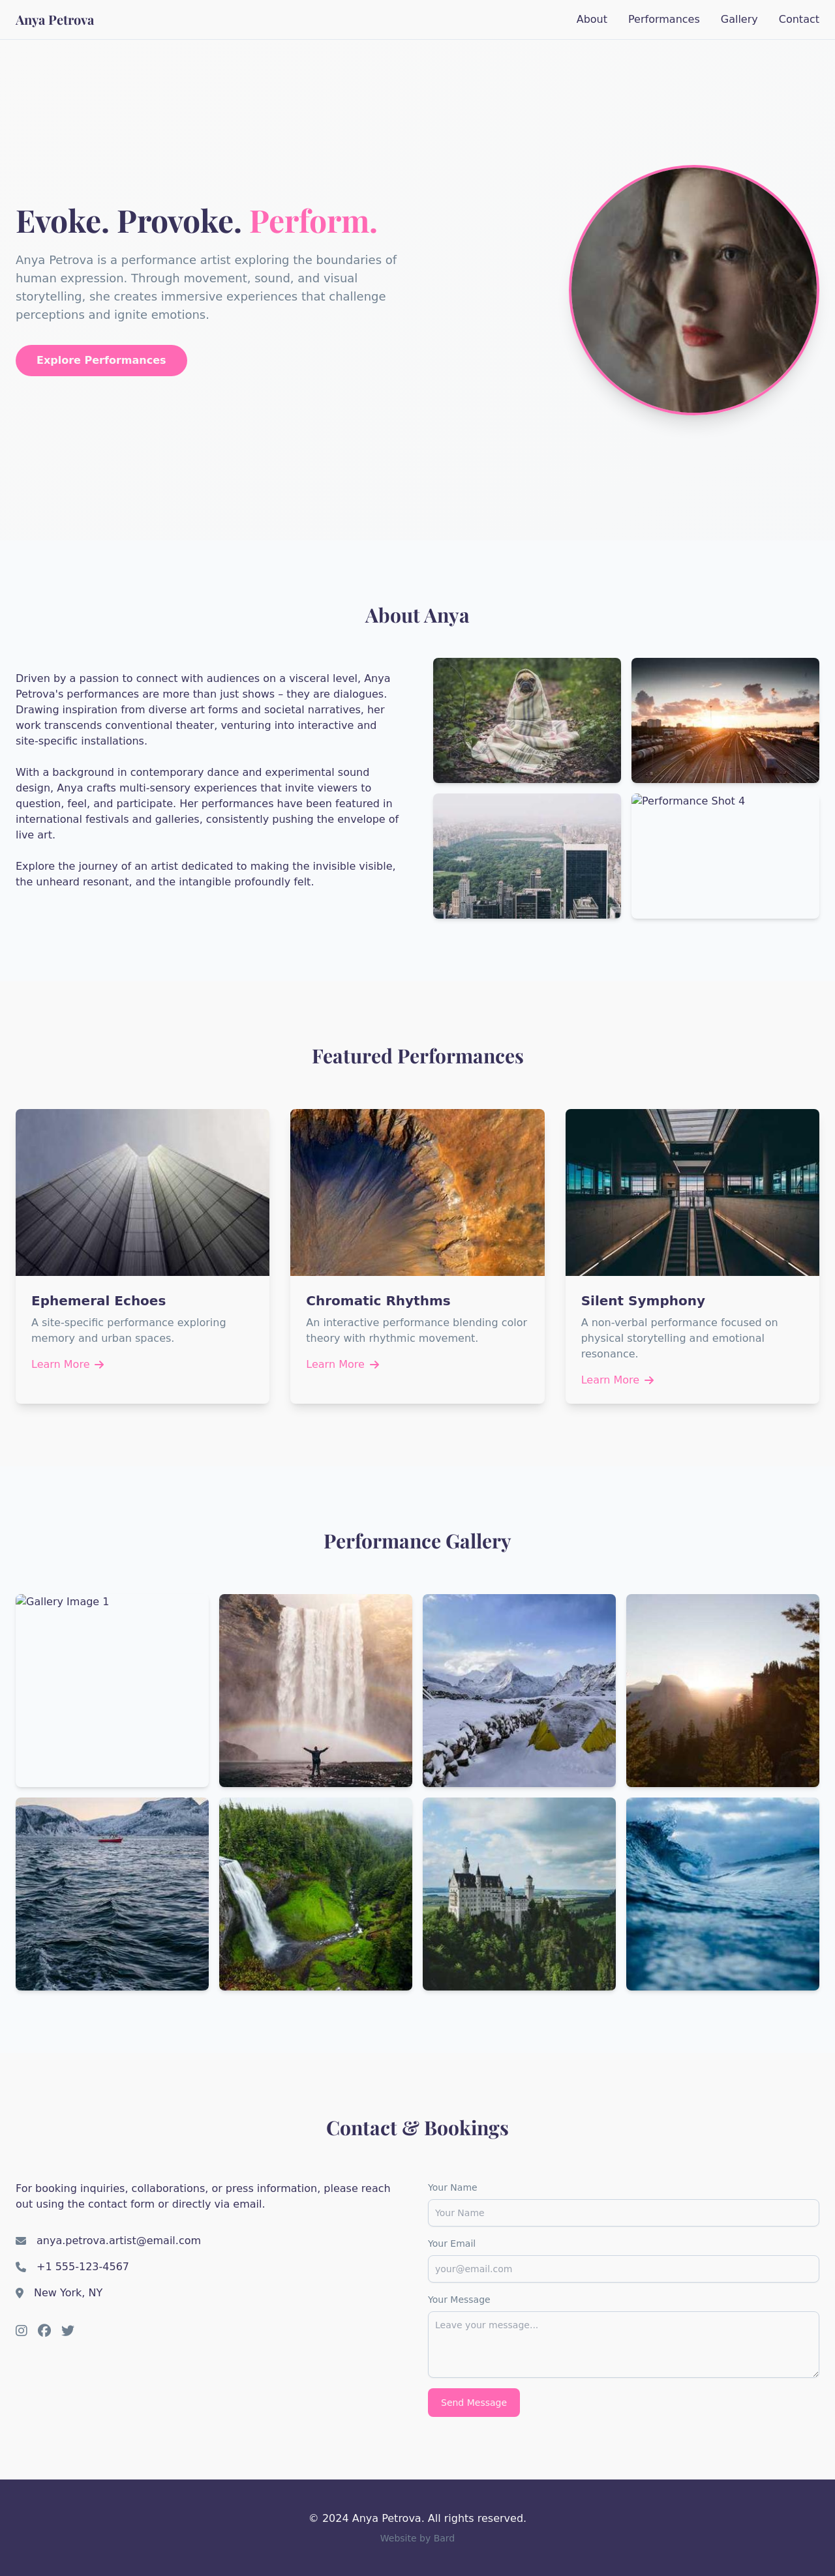 Anya Petrova
About Performances Gallery Contact
Evoke. Provoke. Perform.
Anya Petrova is a performance artist exploring the boundaries of
human expression. Through movement, sound, and visual
storytelling, she creates immersive experiences that challenge
perceptions and ignite emotions.
Explore Performances
About Anya
Driven by a passion to connect with audiences on a visceral level, Anya
Petrova's performances are more than just shows – they are dialogues.
Drawing inspiration from diverse art forms and societal narratives, her
work transcends conventional theater, venturing into interactive and
site-specific installations.
With a background in contemporary dance and experimental sound
design, Anya crafts multi-sensory experiences that invite viewers to
question, feel, and participate. Her performances have been featured in
international festivals and galleries, consistently pushing the envelope of
live art.
Explore the journey of an artist dedicated to making the invisible visible,
the unheard resonant, and the intangible profoundly felt.
Performance Shot 4
Featured Performances
Ephemeral Echoes
A site-specific performance exploring
memory and urban spaces.
Learn More
Chromatic Rhythms
An interactive performance blending color
theory with rhythmic movement.
Learn More
Silent Symphony
A non-verbal performance focused on
physical storytelling and emotional
resonance.
Learn More
Performance Gallery
Gallery Image 1
Contact & Bookings
For booking inquiries, collaborations, or press information, please reach
out using the contact form or directly via email.
anya.petrova.artist@email.com
+1 555-123-4567
New York, NY
Your Name
Your Name
Your Email
your@email.com
Your Message
Leave your message...
Send Message
© 2024 Anya Petrova. All rights reserved.
Website by Bard